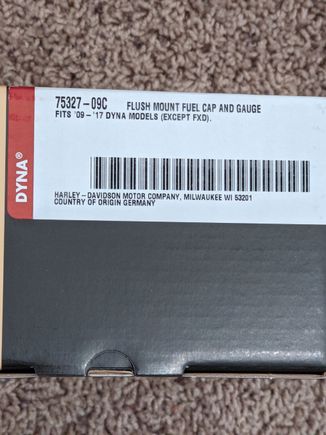 75327-09C FLUSH MOUNT FUEL CAP AND GAUGE
FITS '09 - '17 DYNA MODELS (EXCEPT FXD).
HARLEY-DAVIDSON MOTOR COMPANY, MILWAUKEE WI 53201
COUNTRY OF ORIGIN GERMANY
DYNA®